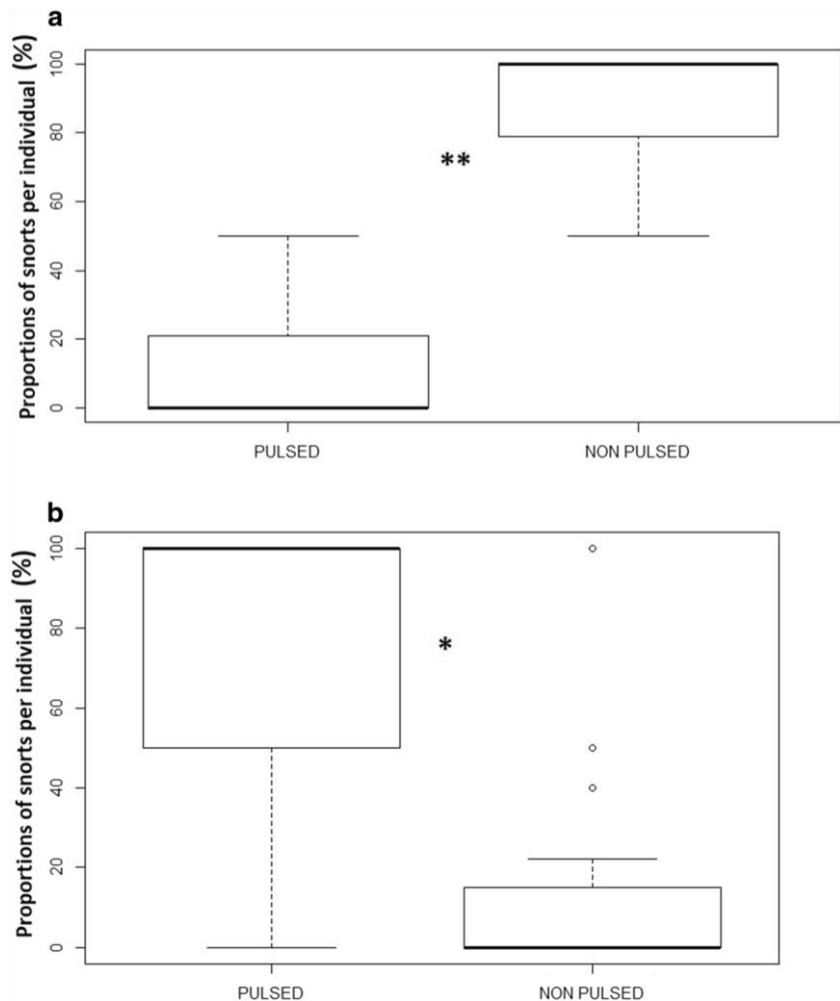 a
Proportions of snorts per individual (%)
100
80
60
40
20
0
**
PULSED NON PULSED
b
Proportions of snorts per individual (%)
100
80
60
40
20
0
*
PULSED NON PULSED